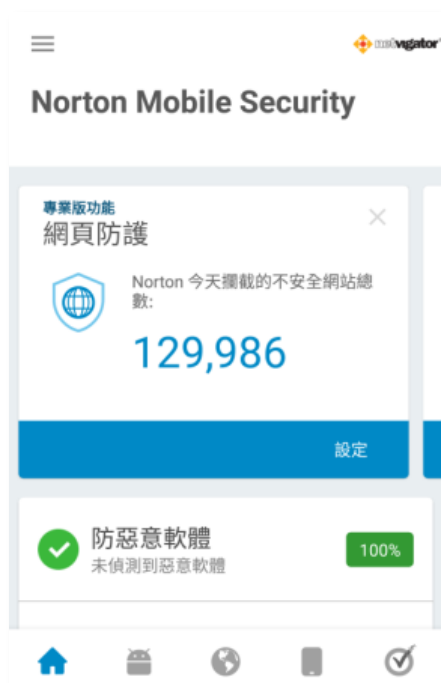 netvigator
Norton Mobile Security
專業版功能
網頁防護
Norton 今天攔截的不安全網站總
數:
129,986
設定
防惡意軟體
未偵測到惡意軟體
100%